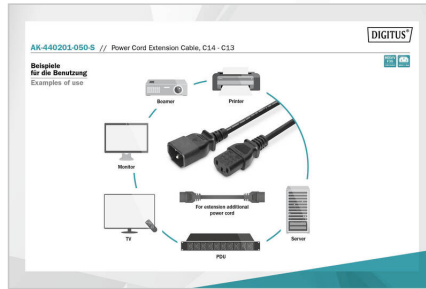 DIGITUS®
AK-440201-050-S // Power Cord Extension Cable, C14 - C13
Beispiele
für die Benutzung
Examples of use
Beamer
Printer
Monitor
For extension additional
power cord
TV
Server
PDU